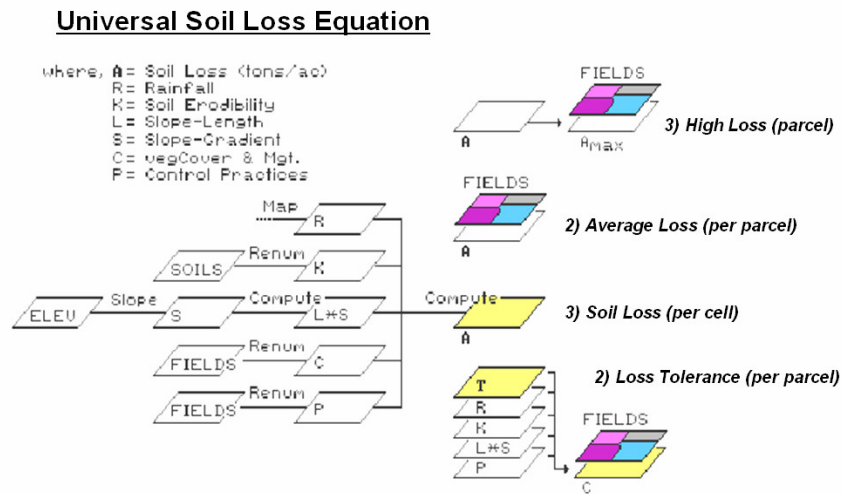 Universal Soil Loss Equation
where, A= Soil Loss (tons/ac)
R= Rainfall
K= Soil Erodibility
L= Slope-Length
S= Slope-Gradient
C= vegCover & Mgt.
P= Control Practices
FIELDS
A
Amax
3) High Loss (parcel)
FIELDS
A
2) Average Loss (per parcel)
Map
R
SOILS
Renum
K
ELEV
Slope
S
Compute
L*S
Compute
A
3) Soil Loss (per cell)
FIELDS
Renum
C
FIELDS
Renum
P
2) Loss Tolerance (per parcel)
T
R
K
L*S
P
FIELDS
C